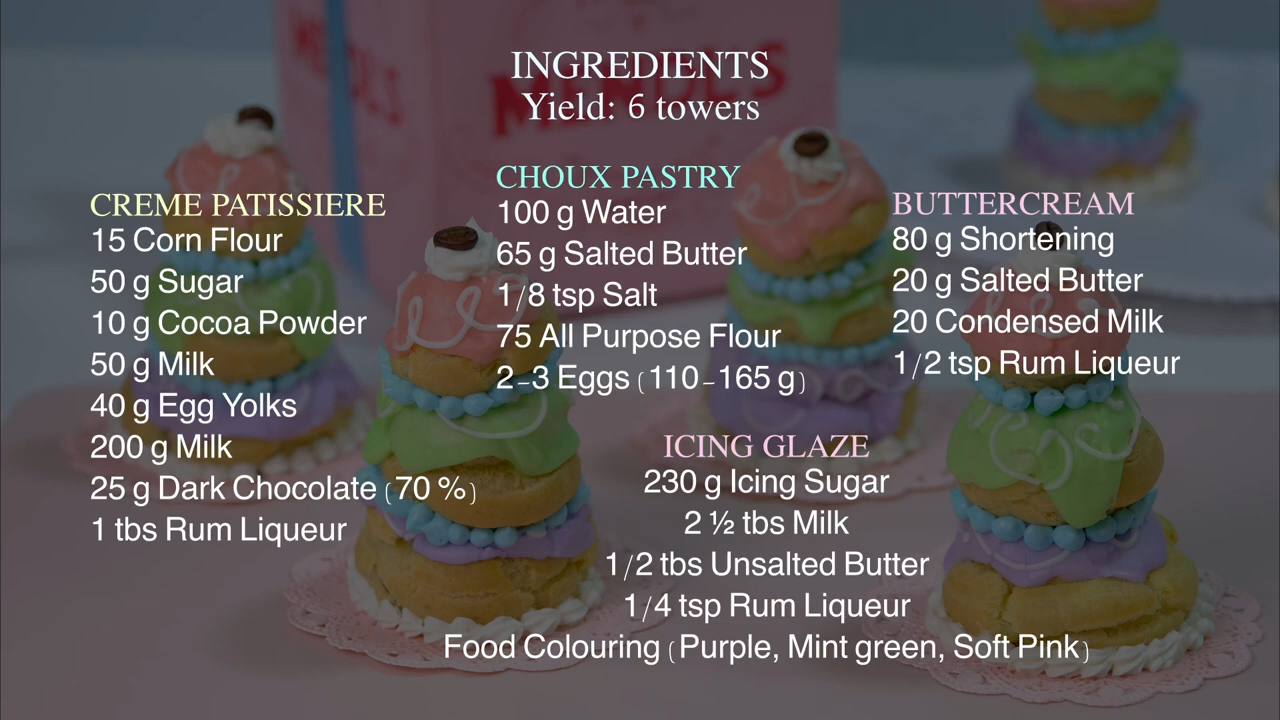 INGREDIENTS
Yield: 6 towers
CREME PATISSIERE
15 Corn Flour
50 g Sugar
10 g Cocoa Powder
50 g Milk
40 g Egg Yolks
200 g Milk
25 g Dark Chocolate (70 %)
1 tbs Rum Liqueur
CHOUX PASTRY
100 g Water
65 g Salted Butter
1/8 tsp Salt
75 All Purpose Flour
2-3 Eggs (110-165 g)
BUTTERCREAM
80 g Shortening
20 g Salted Butter
20 Condensed Milk
1/2 tsp Rum Liqueur
ICING GLAZE
230 g Icing Sugar
2 ½ tbs Milk
1/2 tbs Unsalted Butter
1/4 tsp Rum Liqueur
Food Colouring (Purple, Mint green, Soft Pink)